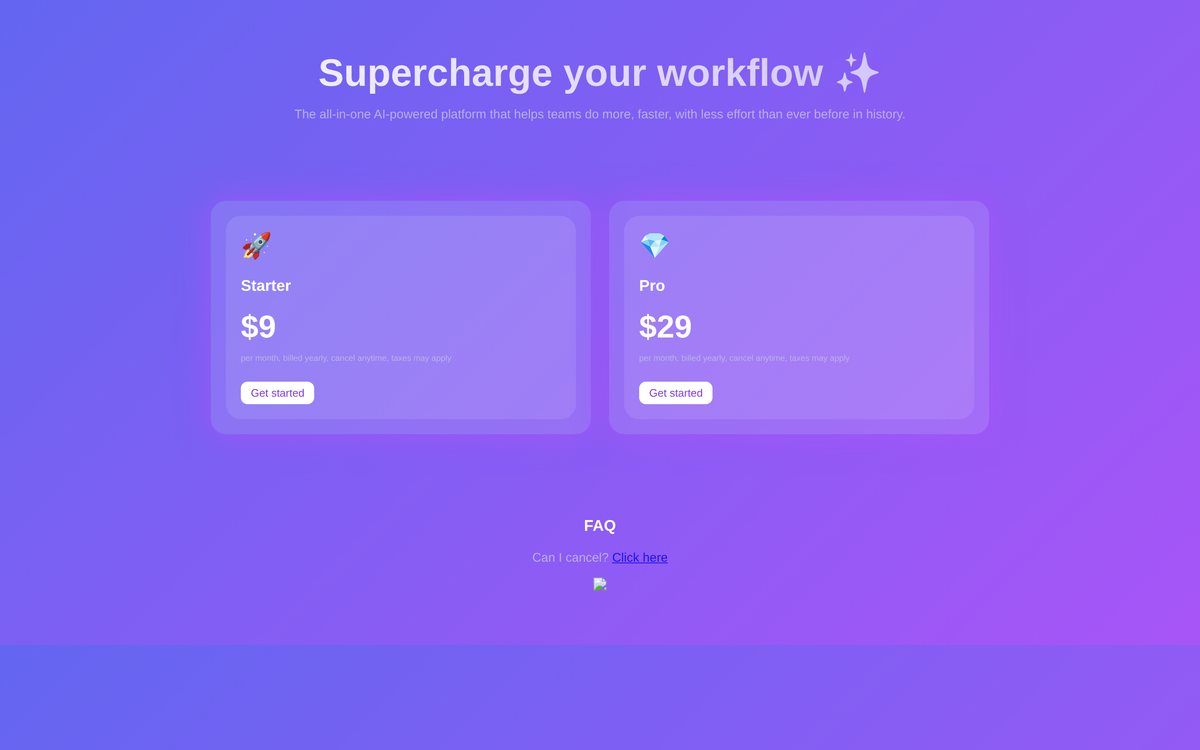 Supercharge your workflow ✨
The all-in-one AI-powered platform that helps teams do more, faster, with less effort than ever before in history.
Starter
$9
per month, billed yearly, cancel anytime, taxes may apply
Get started
Pro
$29
per month, billed yearly, cancel anytime, taxes may apply
Get started
FAQ
Can I cancel? Click here